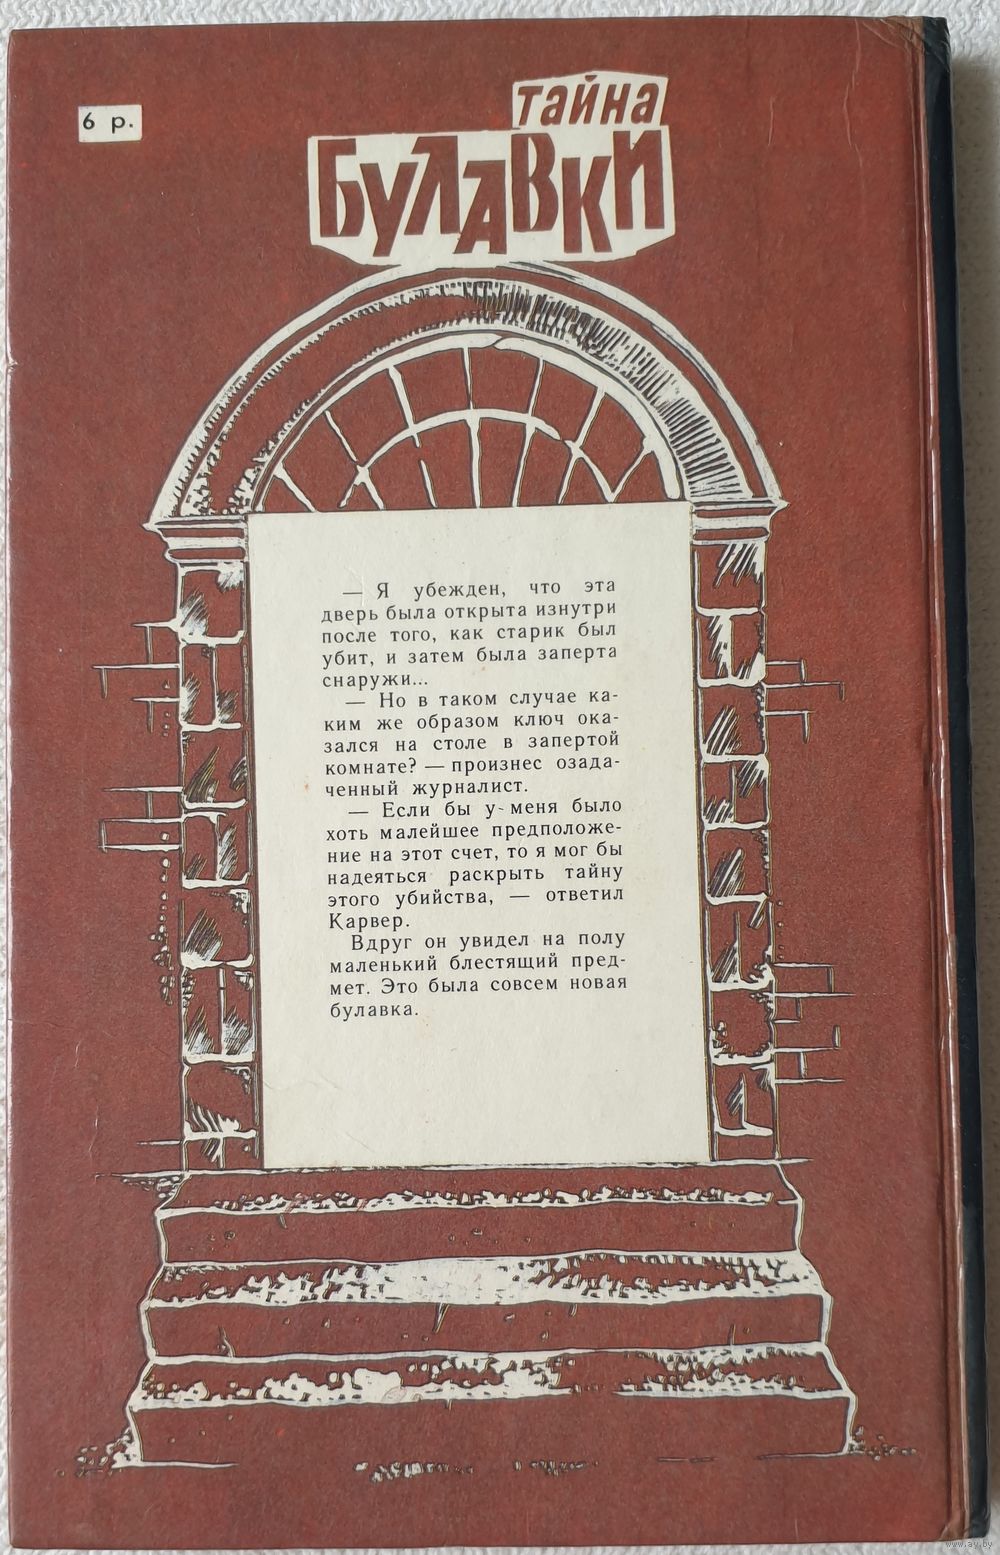 6 р.
тайна
БУЛАВКИ
— Я убежден, что эта
дверь была открыта изнутри
после того, как старик был
убит, и затем была заперта
снаружи...
— Но в таком случае ка-
ким же образом ключ ока-
зался на столе в запертой
комнате? — произнес озада-
ченный журналист.
— Если бы у меня было
хоть малейшее предположе-
ние на этот счет, то я мог бы
надеяться раскрыть тайну
этого убийства, — ответил
Карвер.
Вдруг он увидел на полу
маленький блестящий пред-
мет. Это была совсем новая
булавка.
www.ay.by